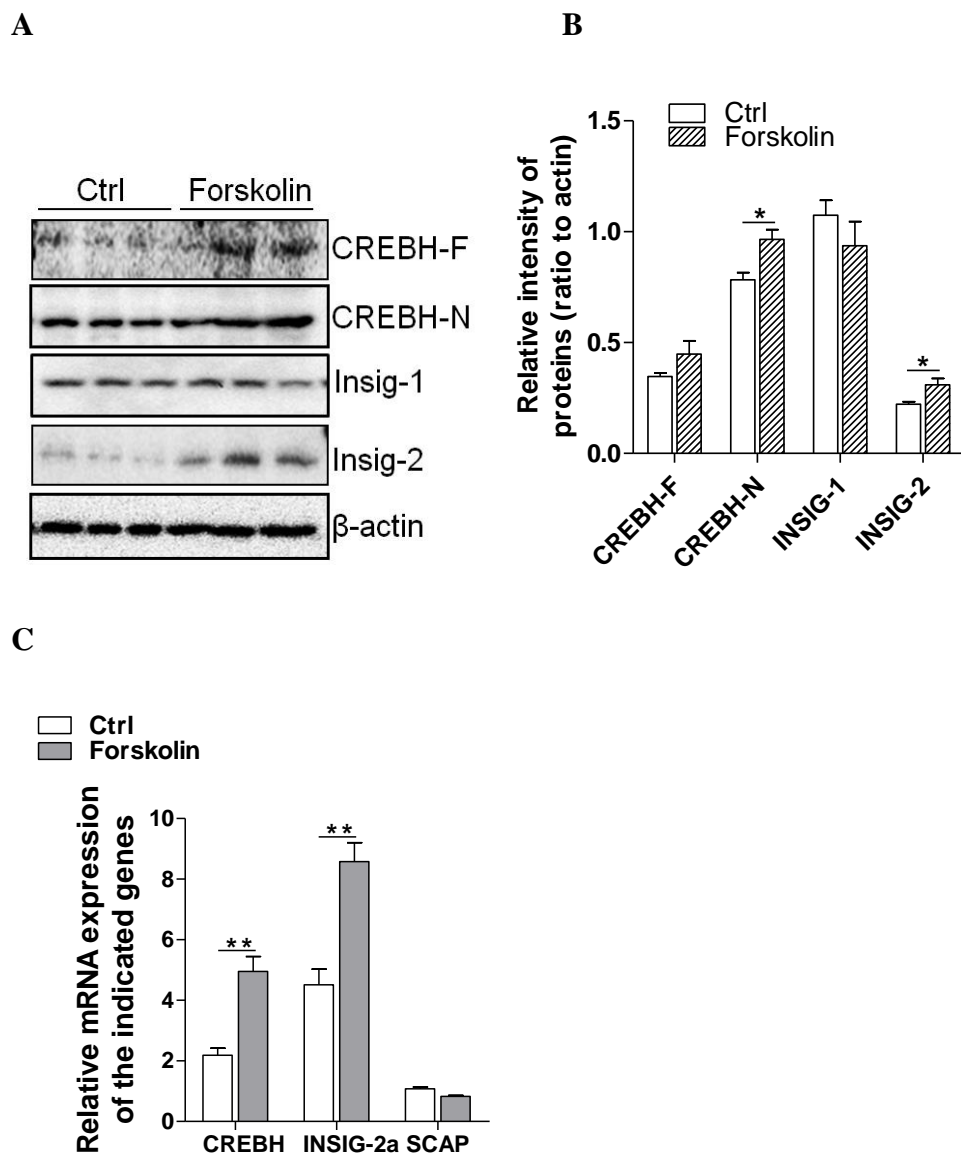 A
Ctrl Forskolin
CREBH-F
CREBH-N
Insig-1
Insig-2
β-actin
B
Ctrl
Forskolin
Relative intensity of
proteins (ratio to actin)
1.5
1.0
0.5
0.0
*
*
CREBH-F
CREBH-N
INSIG-1
INSIG-2
C
Ctrl
Forskolin
Relative mRNA expression
of the indicated genes
10
8
6
4
2
0
**
**
CREBH INSIG-2a SCAP